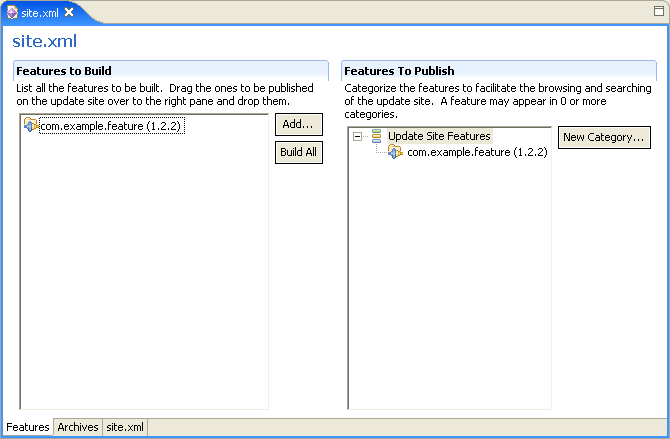 site.xml
site.xml
Features to Build
List all the features to be built. Drag the ones to be published
on the update site over to the right pane and drop them.
com.example.feature (1.2.2)
Add...
Build All
Features To Publish
Categorize the features to facilitate the browsing and searching
of the update site. A feature may appear in 0 or more
categories.
Update Site Features
com.example.feature (1.2.2)
New Category...
Features Archives site.xml